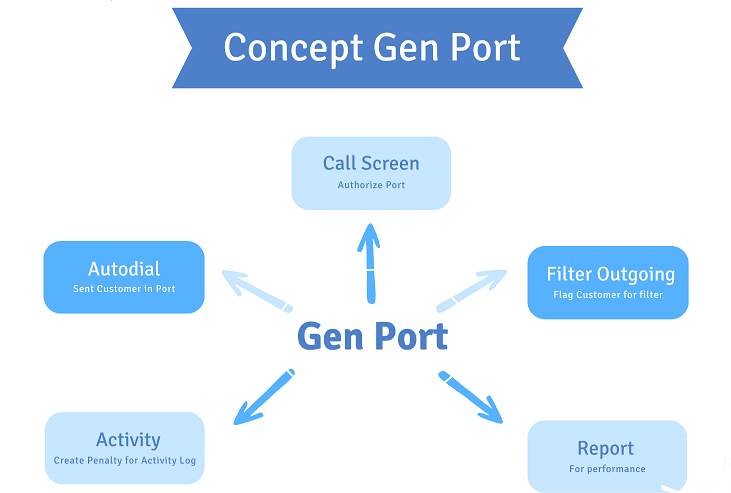 Concept Gen Port
Call Screen
Authorize Port
Autodial
Sent Customer in Port
Filter Outgoing
Flag Customer for filter
Gen Port
Activity
Create Penalty for Activity Log
Report
For performance